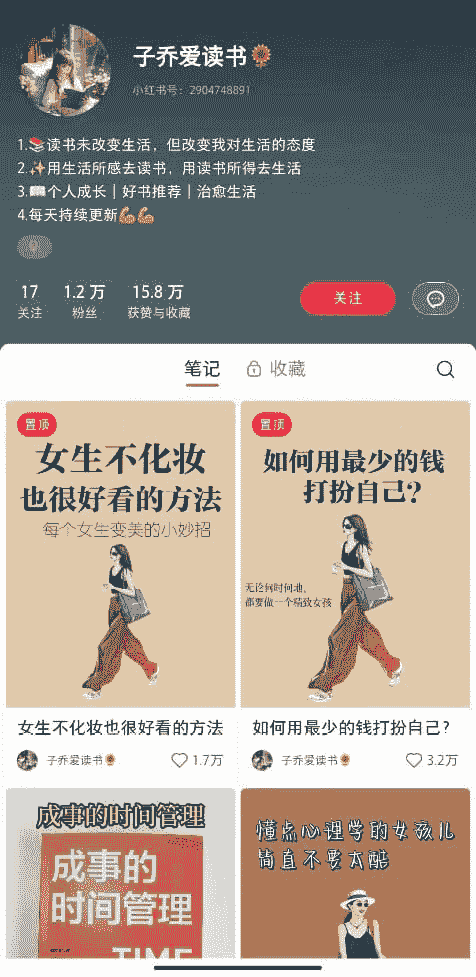 子乔爱读书🌻
小红书号：2904748891
1.📚读书未改变生活，但改变我对生活的态度
2.✨用生活所感去读书，用读书所得去生活
3.📖个人成长｜好书推荐｜治愈生活
4.每天持续更新💪💪
17
1.2 万
15.8 万
关注
粉丝
获赞与收藏
关注
笔记
收藏
置顶
女生不化妆
也很好看的方法
每个女生变美的小妙招
女生不化妆也很好看的方法
子乔爱读书🌻
1.7万
置顶
如何用最少的钱
打扮自己?
无论何时何地,
都要做一个精致女孩
如何用最少的钱打扮自己?
子乔爱读书🌻
3.2万
成事的时间管理
成事的
时间管理
TIME
懂点心理学的女孩儿
简直不要太酷